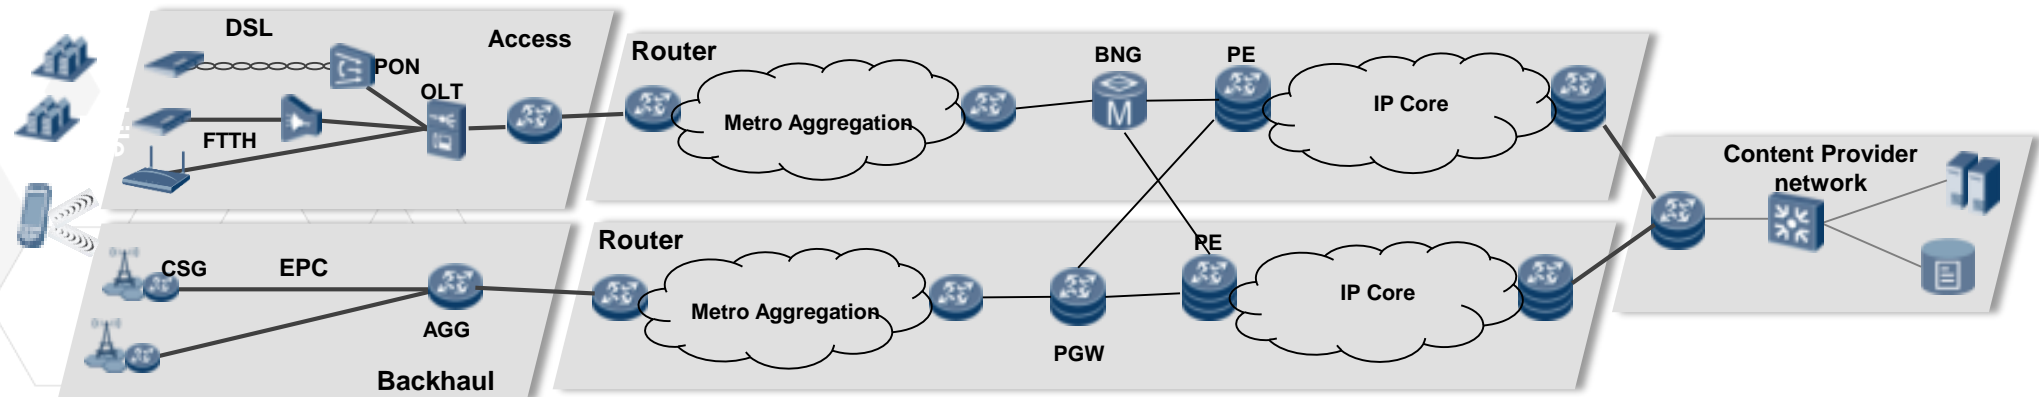 DSL
Access
PON
OLT
FTTH
Router
Metro Aggregation
BNG
PE
IP Core
Content Provider
network
CSG
EPC
AGG
Backhaul
Router
Metro Aggregation
PGW
PE
IP Core